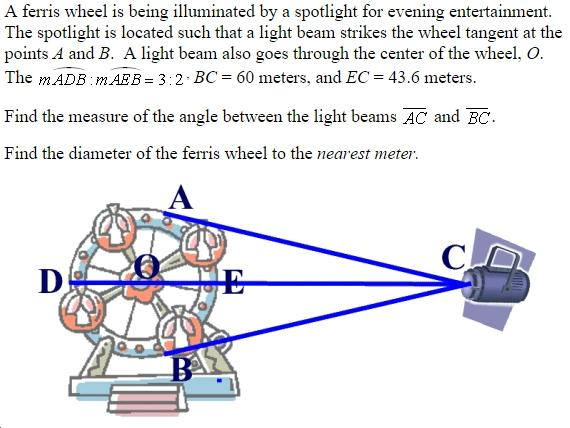 A ferris wheel is being illuminated by a spotlight for evening entertainment.
The spotlight is located such that a light beam strikes the wheel tangent at the
points A and B. A light beam also goes through the center of the wheel, O.
The mADB : mAEB = 3 : 2 · BC = 60 meters, and EC = 43.6 meters.
Find the measure of the angle between the light beams AC and BC.
Find the diameter of the ferris wheel to the nearest meter.
A
C
O
D
E
B